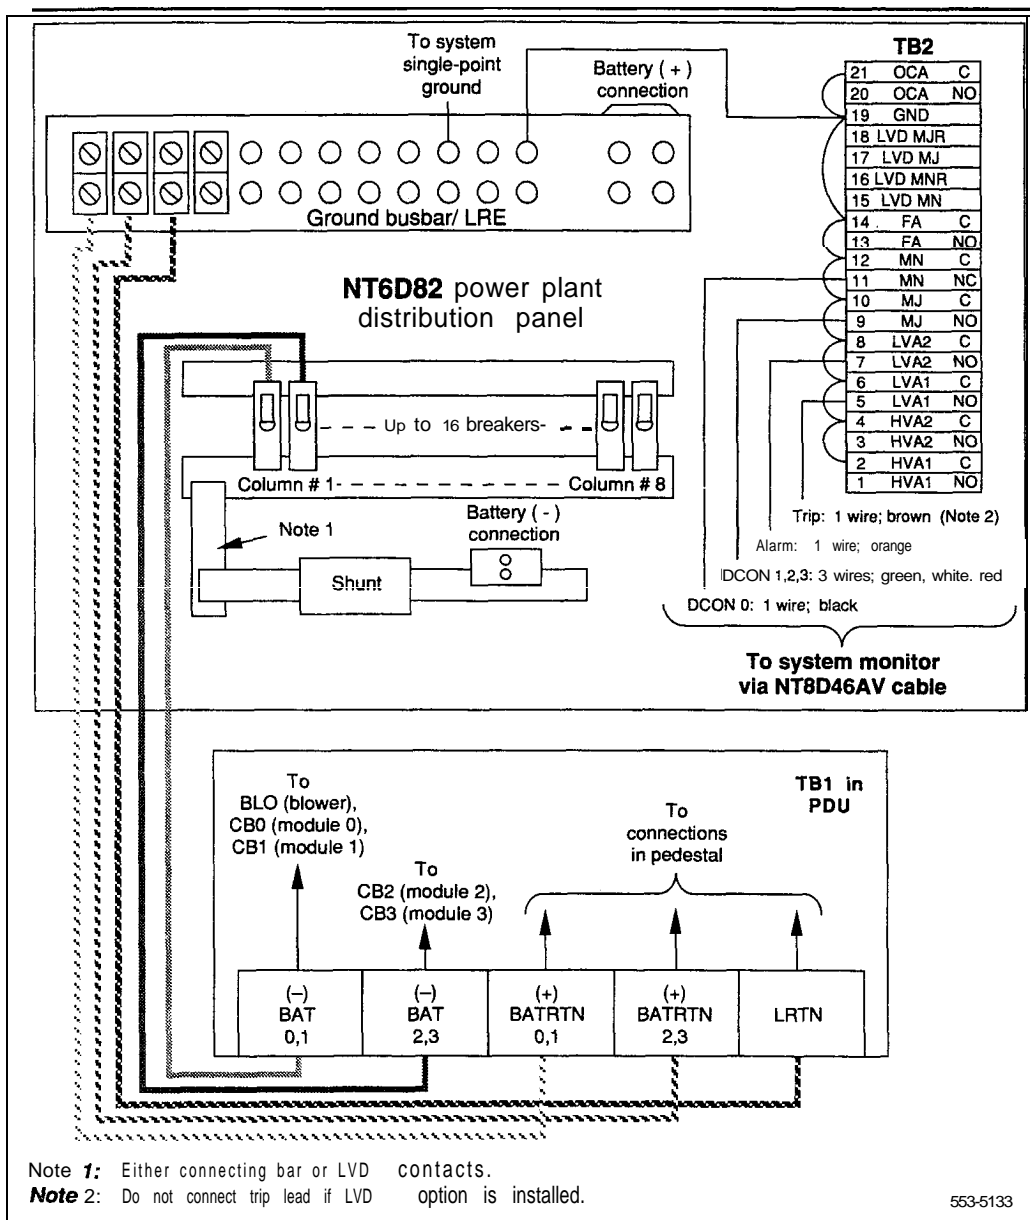 To system
single-point
ground
Battery ( + )
connection
TB2
21 OCA C
20 OCA NO
19 GND
18 LVD MJR
17 LVD MJ
16 LVD MNR
15 LVD MN
14 FA C
13 FA NO
12 MN C
11 MN NC
10 MJ C
9 MJ NO
8 LVA2 C
7 LVA2 NO
6 LVA1 C
5 LVA1 NO
4 HVA2 C
3 HVA2 NO
2 HVA1 C
1 HVA1 NO
Ground busbar/ LRE
NT6D82 power plant
distribution panel
Up to 16 breakers-
Column # 1
Column # 8
Note 1
Battery ( - )
connection
Shunt
Trip: 1 wire; brown (Note 2)
Alarm: 1 wire; orange
DCON 1,2,3: 3 wires; green, white. red
DCON 0: 1 wire; black
To system monitor
via NT8D46AV cable
TB1 in
PDU
To
BLO (blower),
CB0 (module 0),
CB1 (module 1)
To
CB2 (module 2),
CB3 (module 3)
To
connections
in pedestal
(–)
BAT
0,1
(–)
BAT
2,3
(+)
BATRTN
0,1
(+)
BATRTN
2,3
LRTN
Note 1: Either connecting bar or LVD contacts.
Note 2: Do not connect trip lead if LVD option is installed.
553-5133